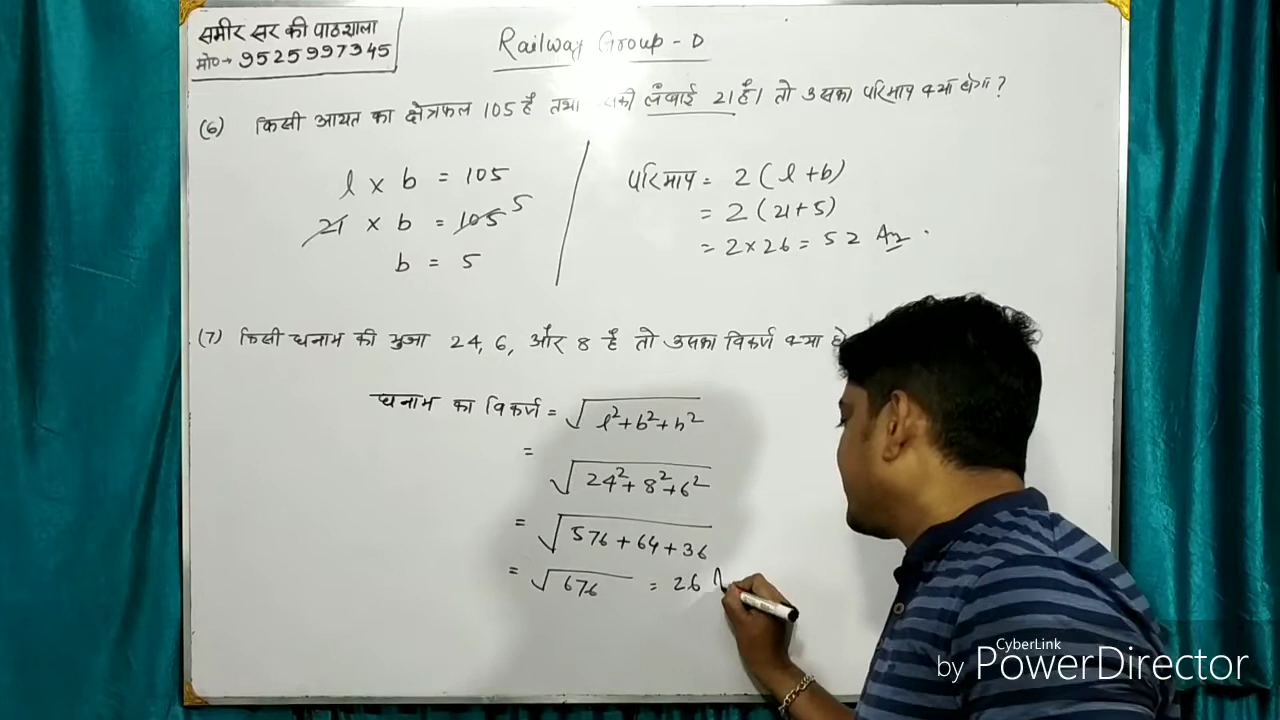 समीर सर की पाठशाला
मो०→ 9525997345
Railway Group - D
(6) किसी आयत का क्षेत्रफल 105 है तथा लंबाई 21 है। तो उसका परिमाप क्या होगा?
l × b = 105
21 × b = 105 5
b = 5
परिमाप = 2(l+b)
= 2(21+5)
= 2×26 = 52 Ans.
(7) किसी घनाभ की भुजा 24, 6, और 8 है तो उसका विकर्ण क्या
घनाभ का विकर्ण = √l²+b²+h²
=
√24²+8²+6²
= √576+64+36
= √676 = 26
CyberLink
by PowerDirector